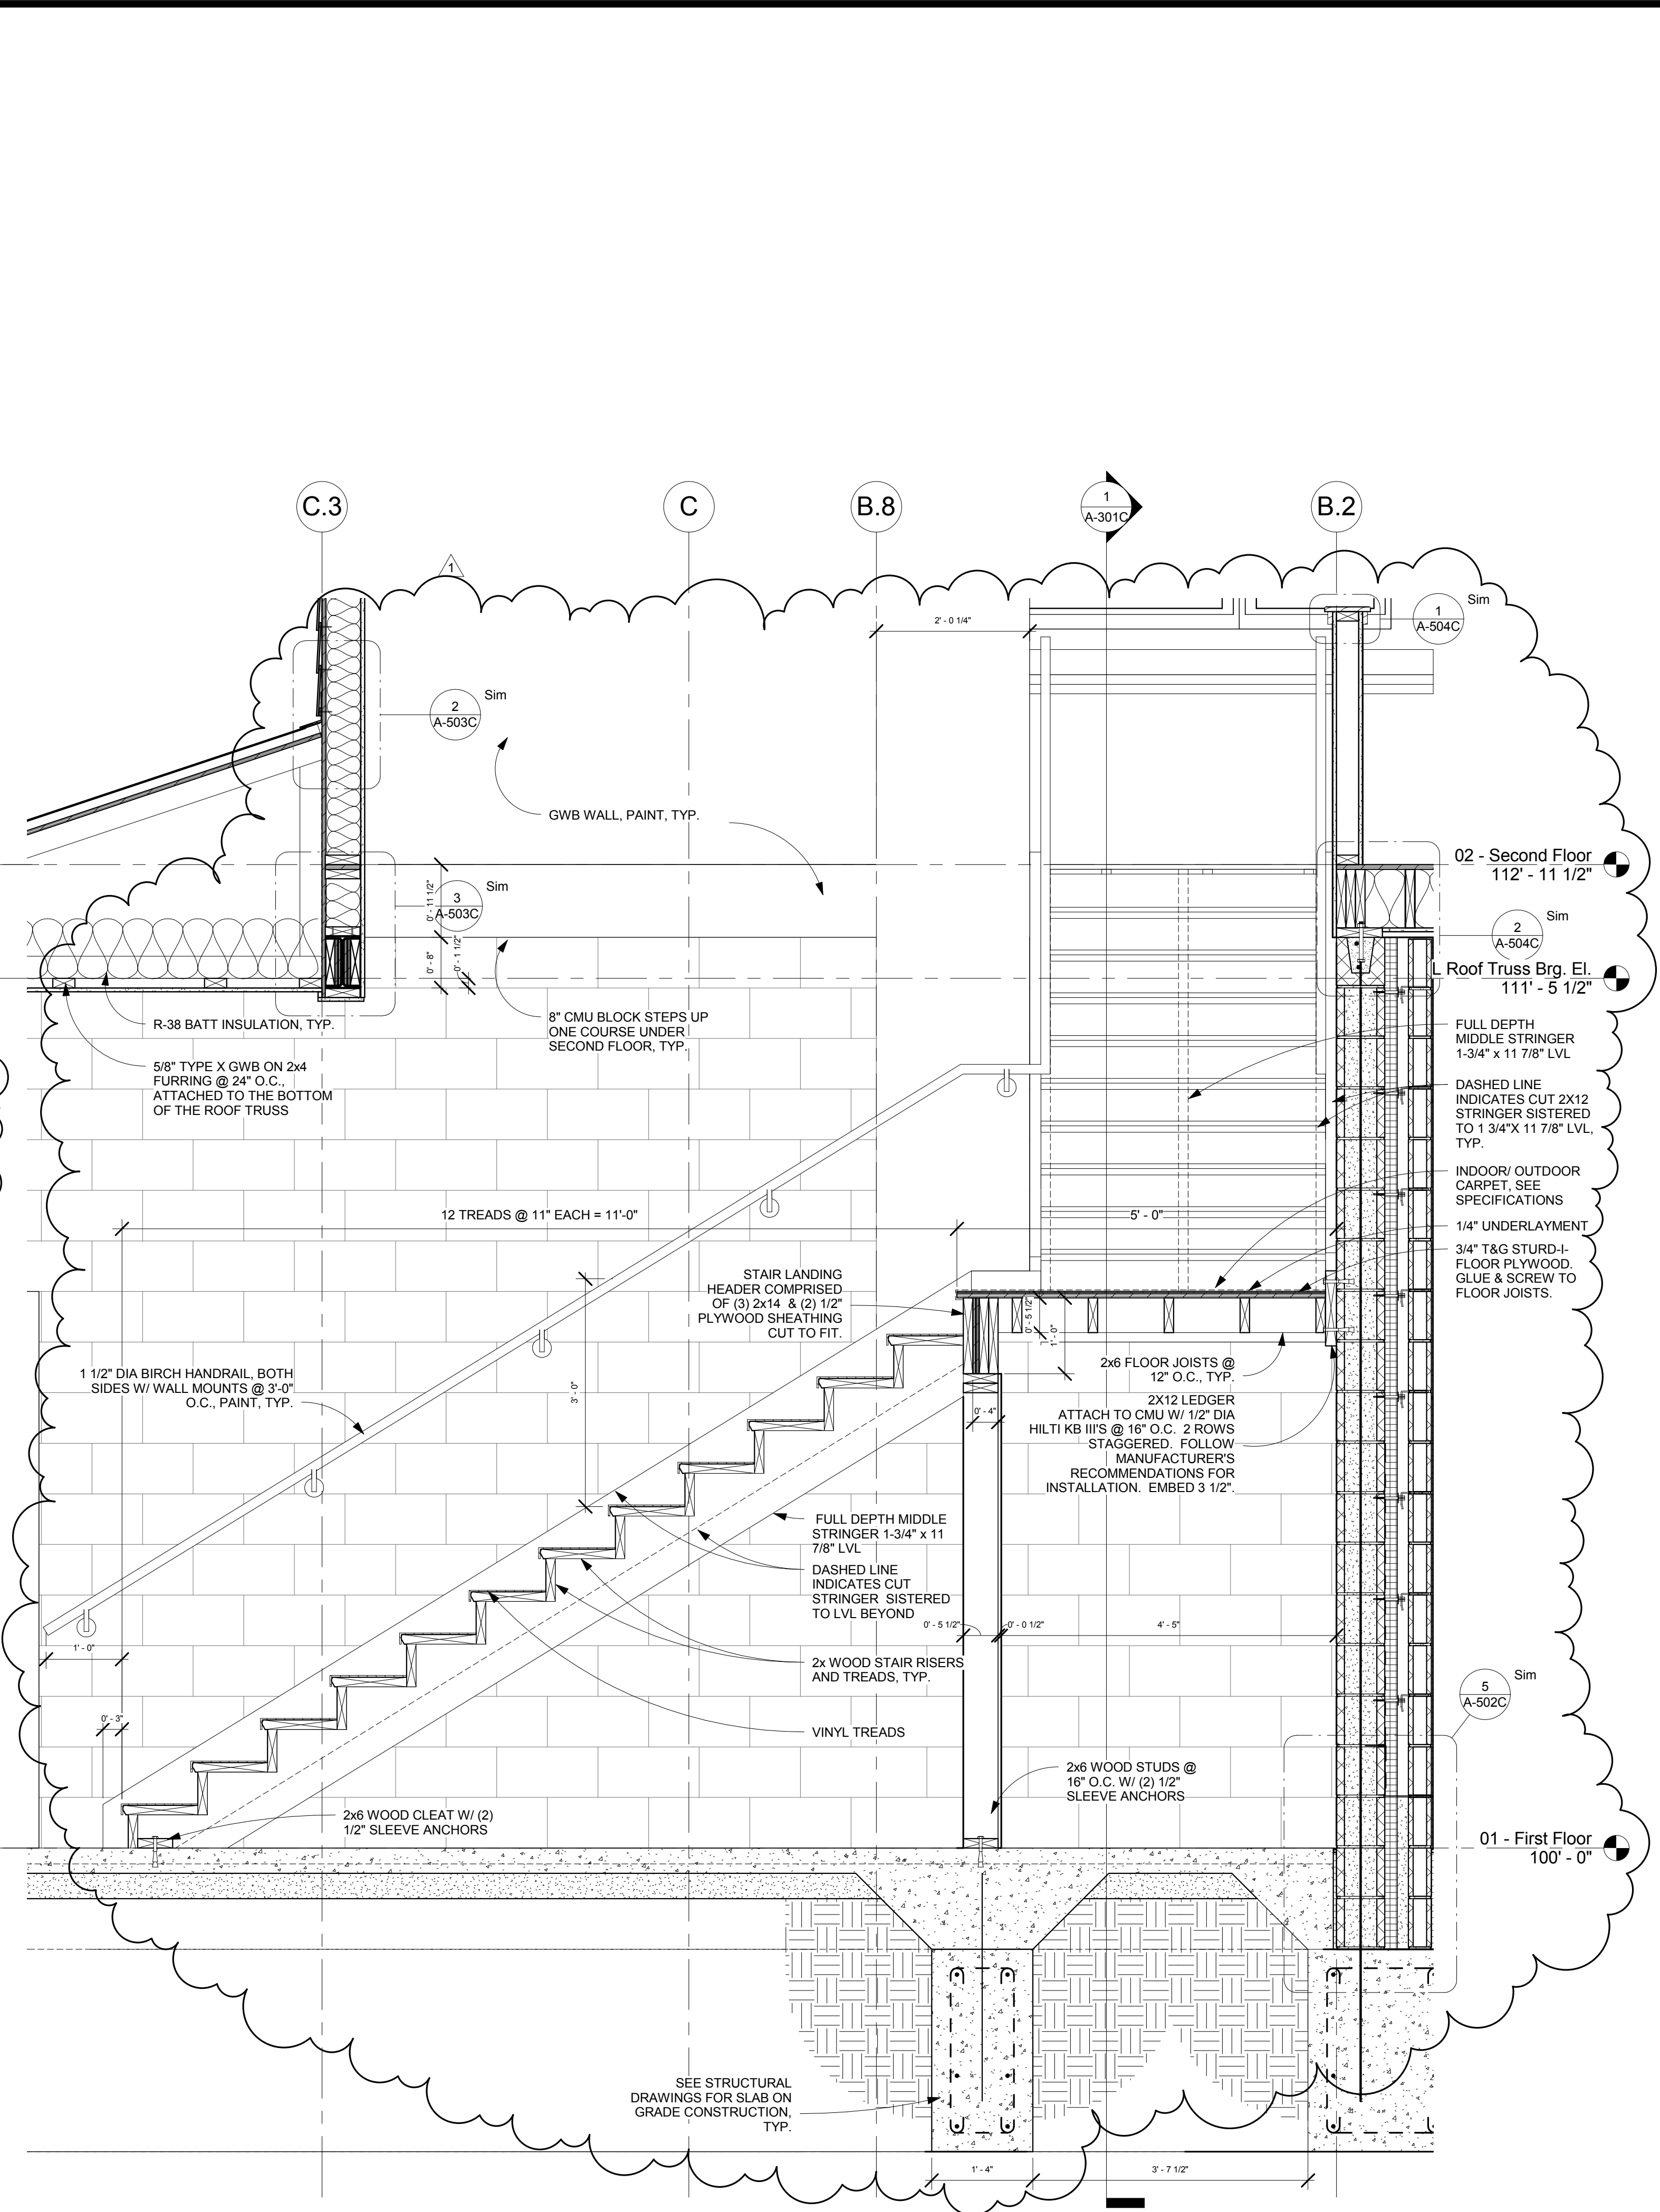 C.3
C
B.8
1
A-301C
B.2
1
2' - 0 1/4"
1
A-504C
Sim
2
A-503C
Sim
GWB WALL, PAINT, TYP.
02 - Second Floor
112' - 11 1/2"
3
A-503C
Sim
0' - 11 1/2"
0' - 8"
0' - 1 1/2"
2
A-504C
Sim
L Roof Truss Brg. El.
111' - 5 1/2"
R-38 BATT INSULATION, TYP.
5/8" TYPE X GWB ON 2x4
FURRING @ 24" O.C.,
ATTACHED TO THE BOTTOM
OF THE ROOF TRUSS
8" CMU BLOCK STEPS UP
ONE COURSE UNDER
SECOND FLOOR, TYP.
FULL DEPTH
MIDDLE STRINGER
1-3/4" x 11 7/8" LVL
DASHED LINE
INDICATES CUT 2X12
STRINGER SISTERED
TO 1 3/4"X 11 7/8" LVL,
TYP.
INDOOR/ OUTDOOR
CARPET, SEE
SPECIFICATIONS
1/4" UNDERLAYMENT
3/4" T&G STURD-I-
FLOOR PLYWOOD.
GLUE & SCREW TO
FLOOR JOISTS.
12 TREADS @ 11" EACH = 11'-0"
5' - 0"
STAIR LANDING
HEADER COMPRISED
OF (3) 2x14 & (2) 1/2"
PLYWOOD SHEATHING
CUT TO FIT.
0' - 5 1/2"
1' - 0"
1 1/2" DIA BIRCH HANDRAIL, BOTH
SIDES W/ WALL MOUNTS @ 3'-0"
O.C., PAINT, TYP.
3' - 0"
2x6 FLOOR JOISTS @
12" O.C., TYP.
0' - 4"
2X12 LEDGER
ATTACH TO CMU W/ 1/2" DIA
HILTI KB III'S @ 16" O.C. 2 ROWS
STAGGERED. FOLLOW
MANUFACTURER'S
RECOMMENDATIONS FOR
INSTALLATION. EMBED 3 1/2".
FULL DEPTH MIDDLE
STRINGER 1-3/4" x 11
7/8" LVL
DASHED LINE
INDICATES CUT
STRINGER SISTERED
TO LVL BEYOND
0' - 5 1/2"
0' - 0 1/2"
4' - 5"
1' - 0"
2x WOOD STAIR RISERS
AND TREADS, TYP.
5
A-502C
Sim
0' - 3"
VINYL TREADS
2x6 WOOD STUDS @
16" O.C. W/ (2) 1/2"
SLEEVE ANCHORS
2x6 WOOD CLEAT W/ (2)
1/2" SLEEVE ANCHORS
01 - First Floor
100' - 0"
SEE STRUCTURAL
DRAWINGS FOR SLAB ON
GRADE CONSTRUCTION,
TYP.
1' - 4"
3' - 7 1/2"